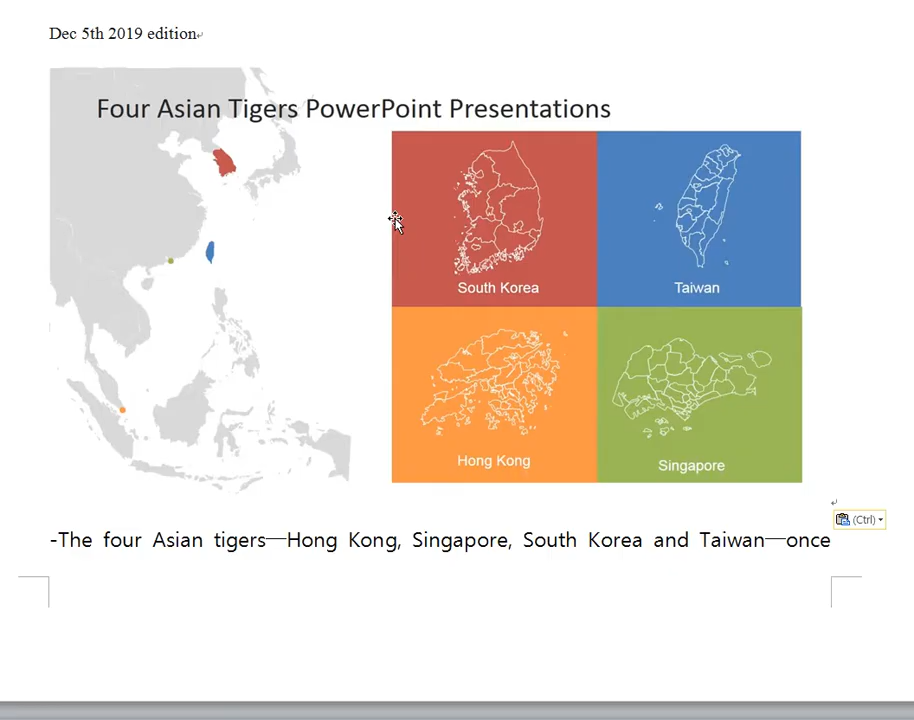 Dec 5th 2019 edition
Four Asian Tigers PowerPoint Presentations
South Korea
Taiwan
Hong Kong
Singapore
(Ctrl)
-The four Asian tigers—Hong Kong, Singapore, South Korea and Taiwan—once